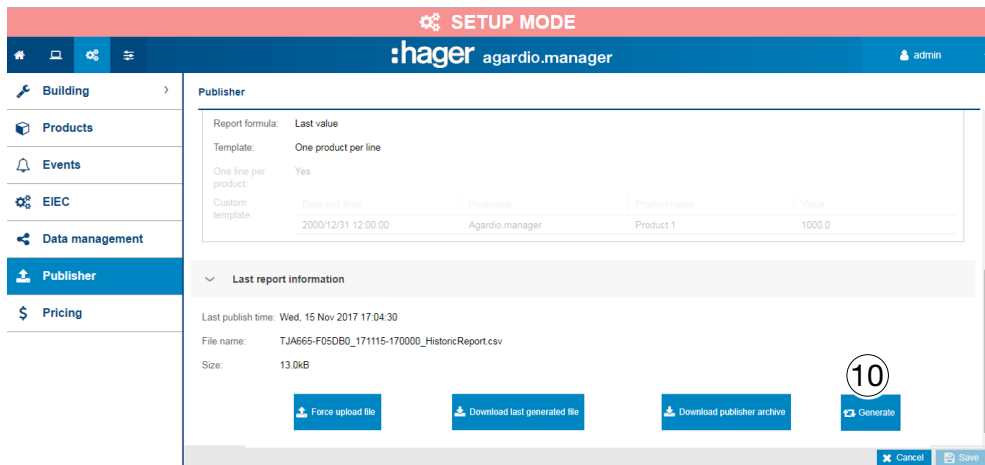 SETUP MODE
:hager agardio.manager
admin
Building
Products
Events
EIEC
Data management
Publisher
Pricing
Publisher
Report formula: Last value
Template: One product per line
One line per product: Yes
Custom template:
Date and time Hostname Product name Value
2000/12/31 12:00:00 Agardio manager Product 1 1000.0
Last report information
Last publish time: Wed, 15 Nov 2017 17:04:30
File name: TJA665-F05DB0_171115-170000_HistoricReport.csv
Size: 13.0kB
10
Force upload file Download last generated file Download publisher archive Generate
Cancel Save